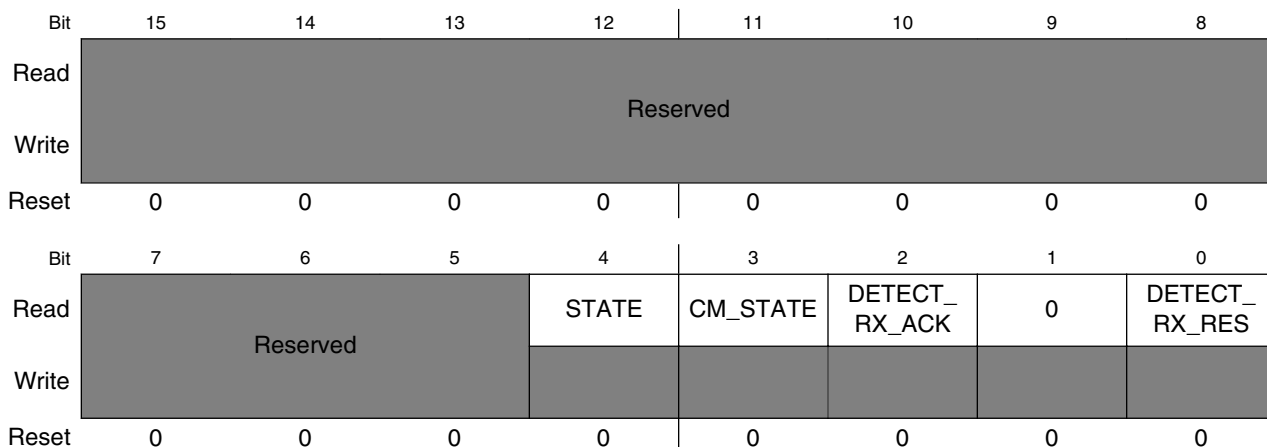 Bit 15 14 13 12 11 10 9 8
Read
Reserved
Write
Reset 0 0 0 0 0 0 0 0
Bit 7 6 5 4 3 2 1 0
Read STATE CM_STATE DETECT_ 0 DETECT_
RX_ACK RX_RES
Reserved
Write
Reset 0 0 0 0 0 0 0 0